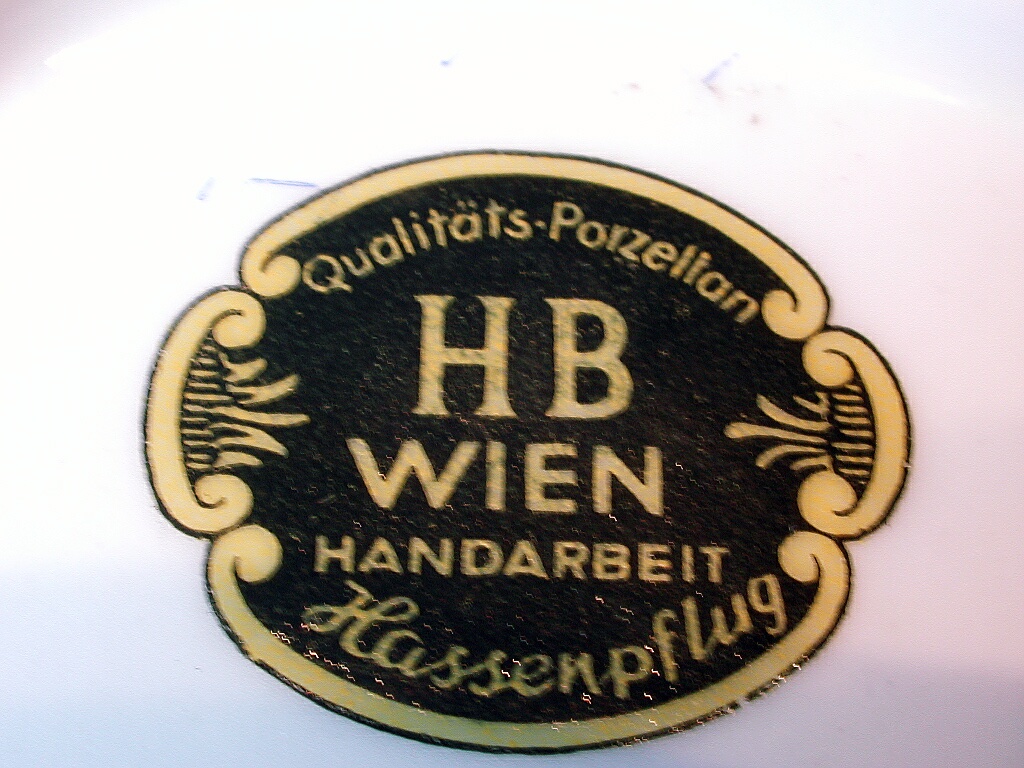 Qualitäts-Porzellan
HB
WIEN
HANDARBEIT
Hassenpflug